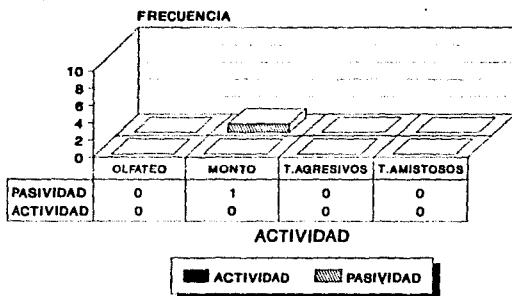 FRECUENCIA
10
8
6
4
2
0
OLFATEO MONTO T.AGRESIVOS T.AMISTOSOS
PASIVIDAD 0 1 0 0
ACTIVIDAD 0 0 0 0
ACTIVIDAD
ACTIVIDAD PASIVIDAD